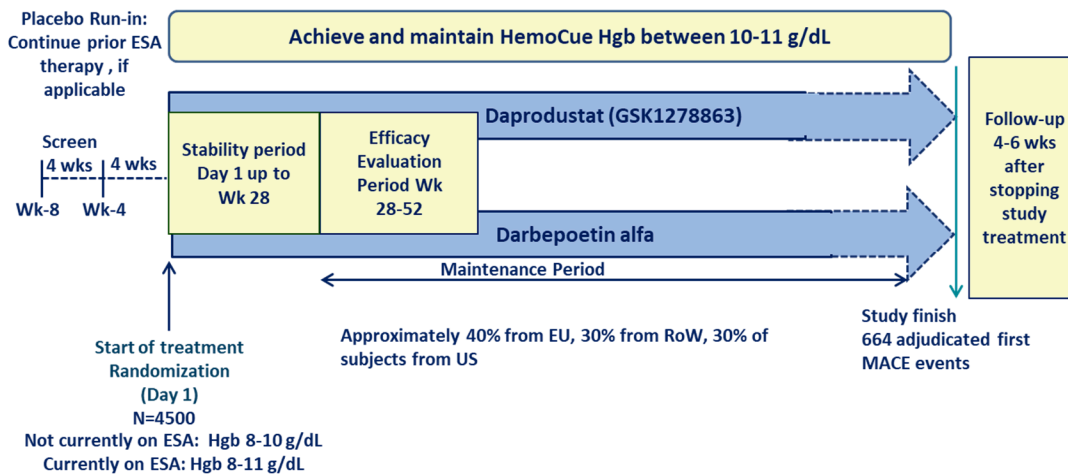 Placebo Run-in:
Continue prior ESA
therapy , if
applicable
Achieve and maintain HemoCue Hgb between 10-11 g/dL
Daprodustat (GSK1278863)
Screen
4 wks 4 wks
Wk-8 Wk-4
Stability period
Day 1 up to
Wk 28
Efficacy
Evaluation
Period Wk
28-52
Darbepoetin alfa
Maintenance Period
Follow-up
4-6 wks
after
stopping
study
treatment
Start of treatment
Randomization
(Day 1)
N=4500
Not currently on ESA: Hgb 8-10 g/dL
Currently on ESA: Hgb 8-11 g/dL
Approximately 40% from EU, 30% from RoW, 30% of
subjects from US
Study finish
664 adjudicated first
MACE events